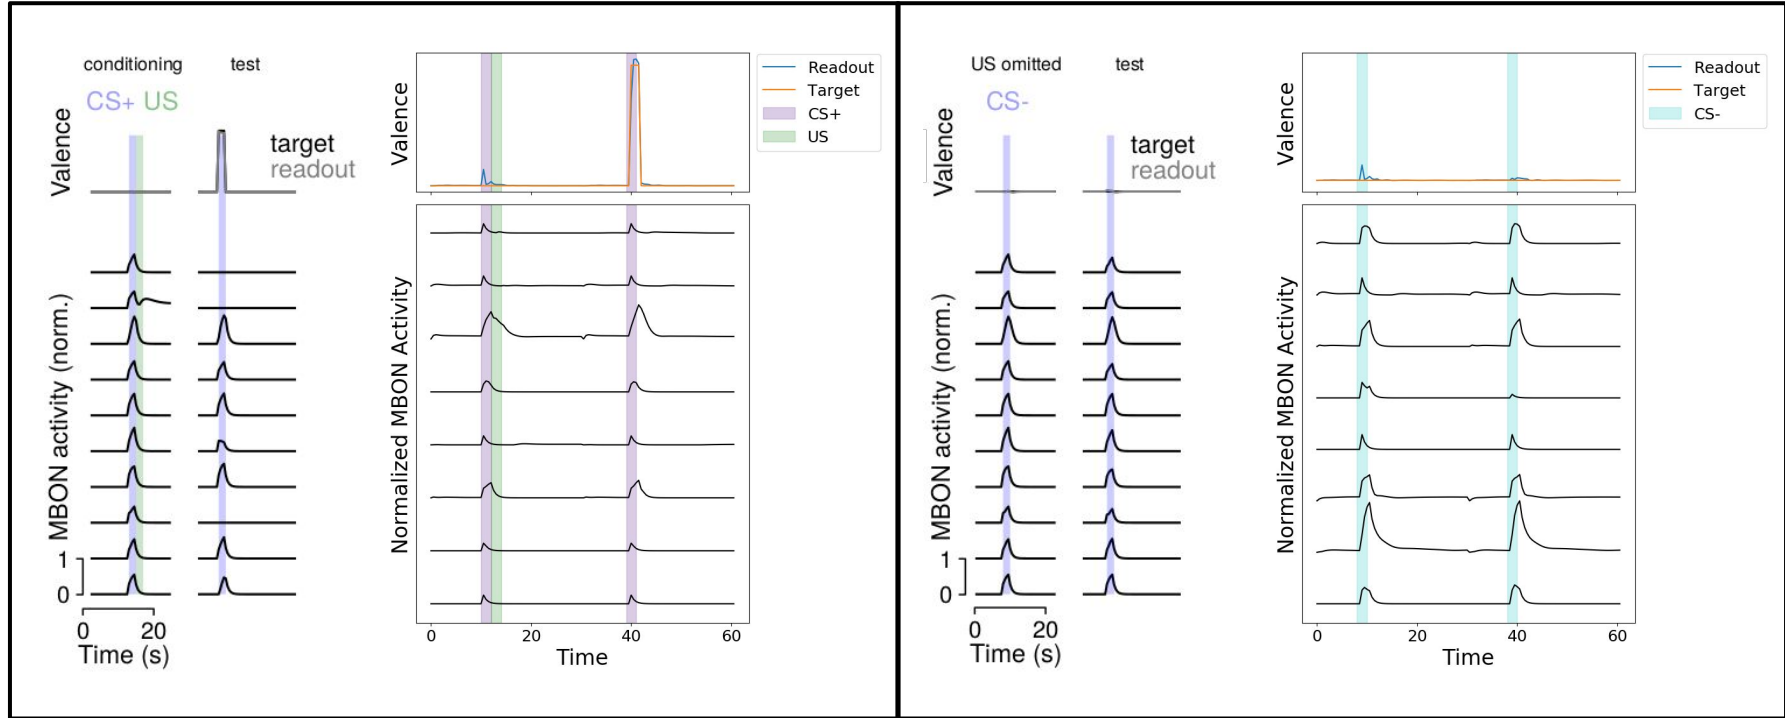 conditioning test
CS+ US
Valence
target
readout
MBON activity (norm.)
1
0
0 20
Time (s)
Valence
Readout
Target
CS+
US
Normalized MBON Activity
0 20 40 60
Time
US omitted test
CS-
Valence
target
readout
MBON activity (norm.)
1
0
0 20
Time (s)
Valence
Readout
Target
CS-
Normalized MBON Activity
0 20 40 60
Time